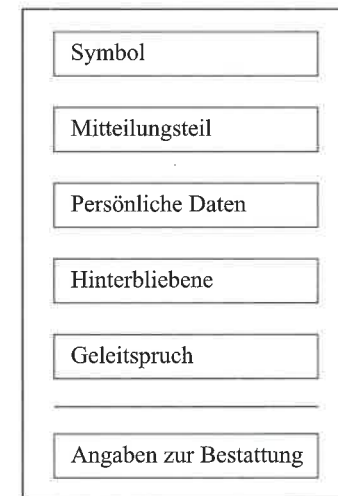 Symbol
Mitteilungsteil
Persönliche Daten
Hinterbliebene
Geleitspruch
Angaben zur Bestattung